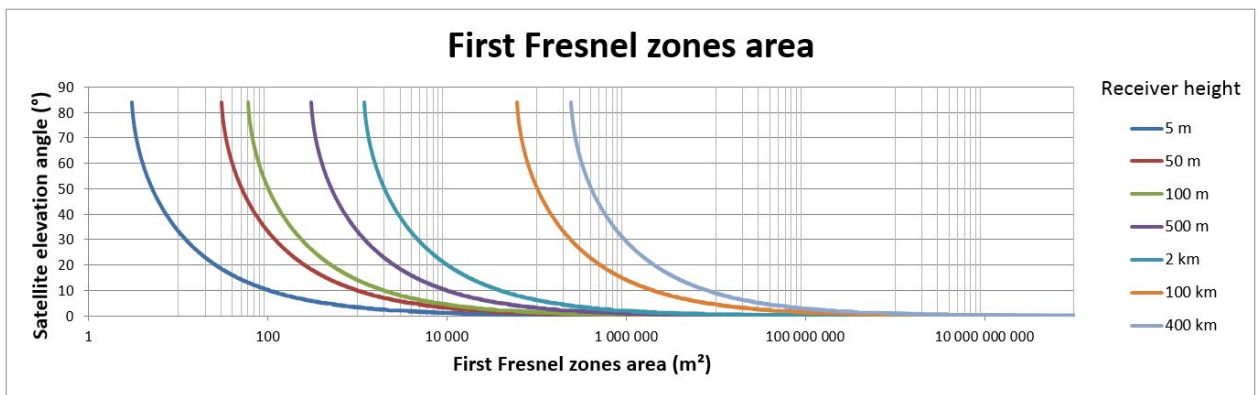 First Fresnel zones area
Satellite elevation angle (°)
90
80
70
60
50
40
30
20
10
0
1
100
10 000
1 000 000
100 000 000
10 000 000 000
First Fresnel zones area (m²)
Receiver height
5 m
50 m
100 m
500 m
2 km
100 km
400 km